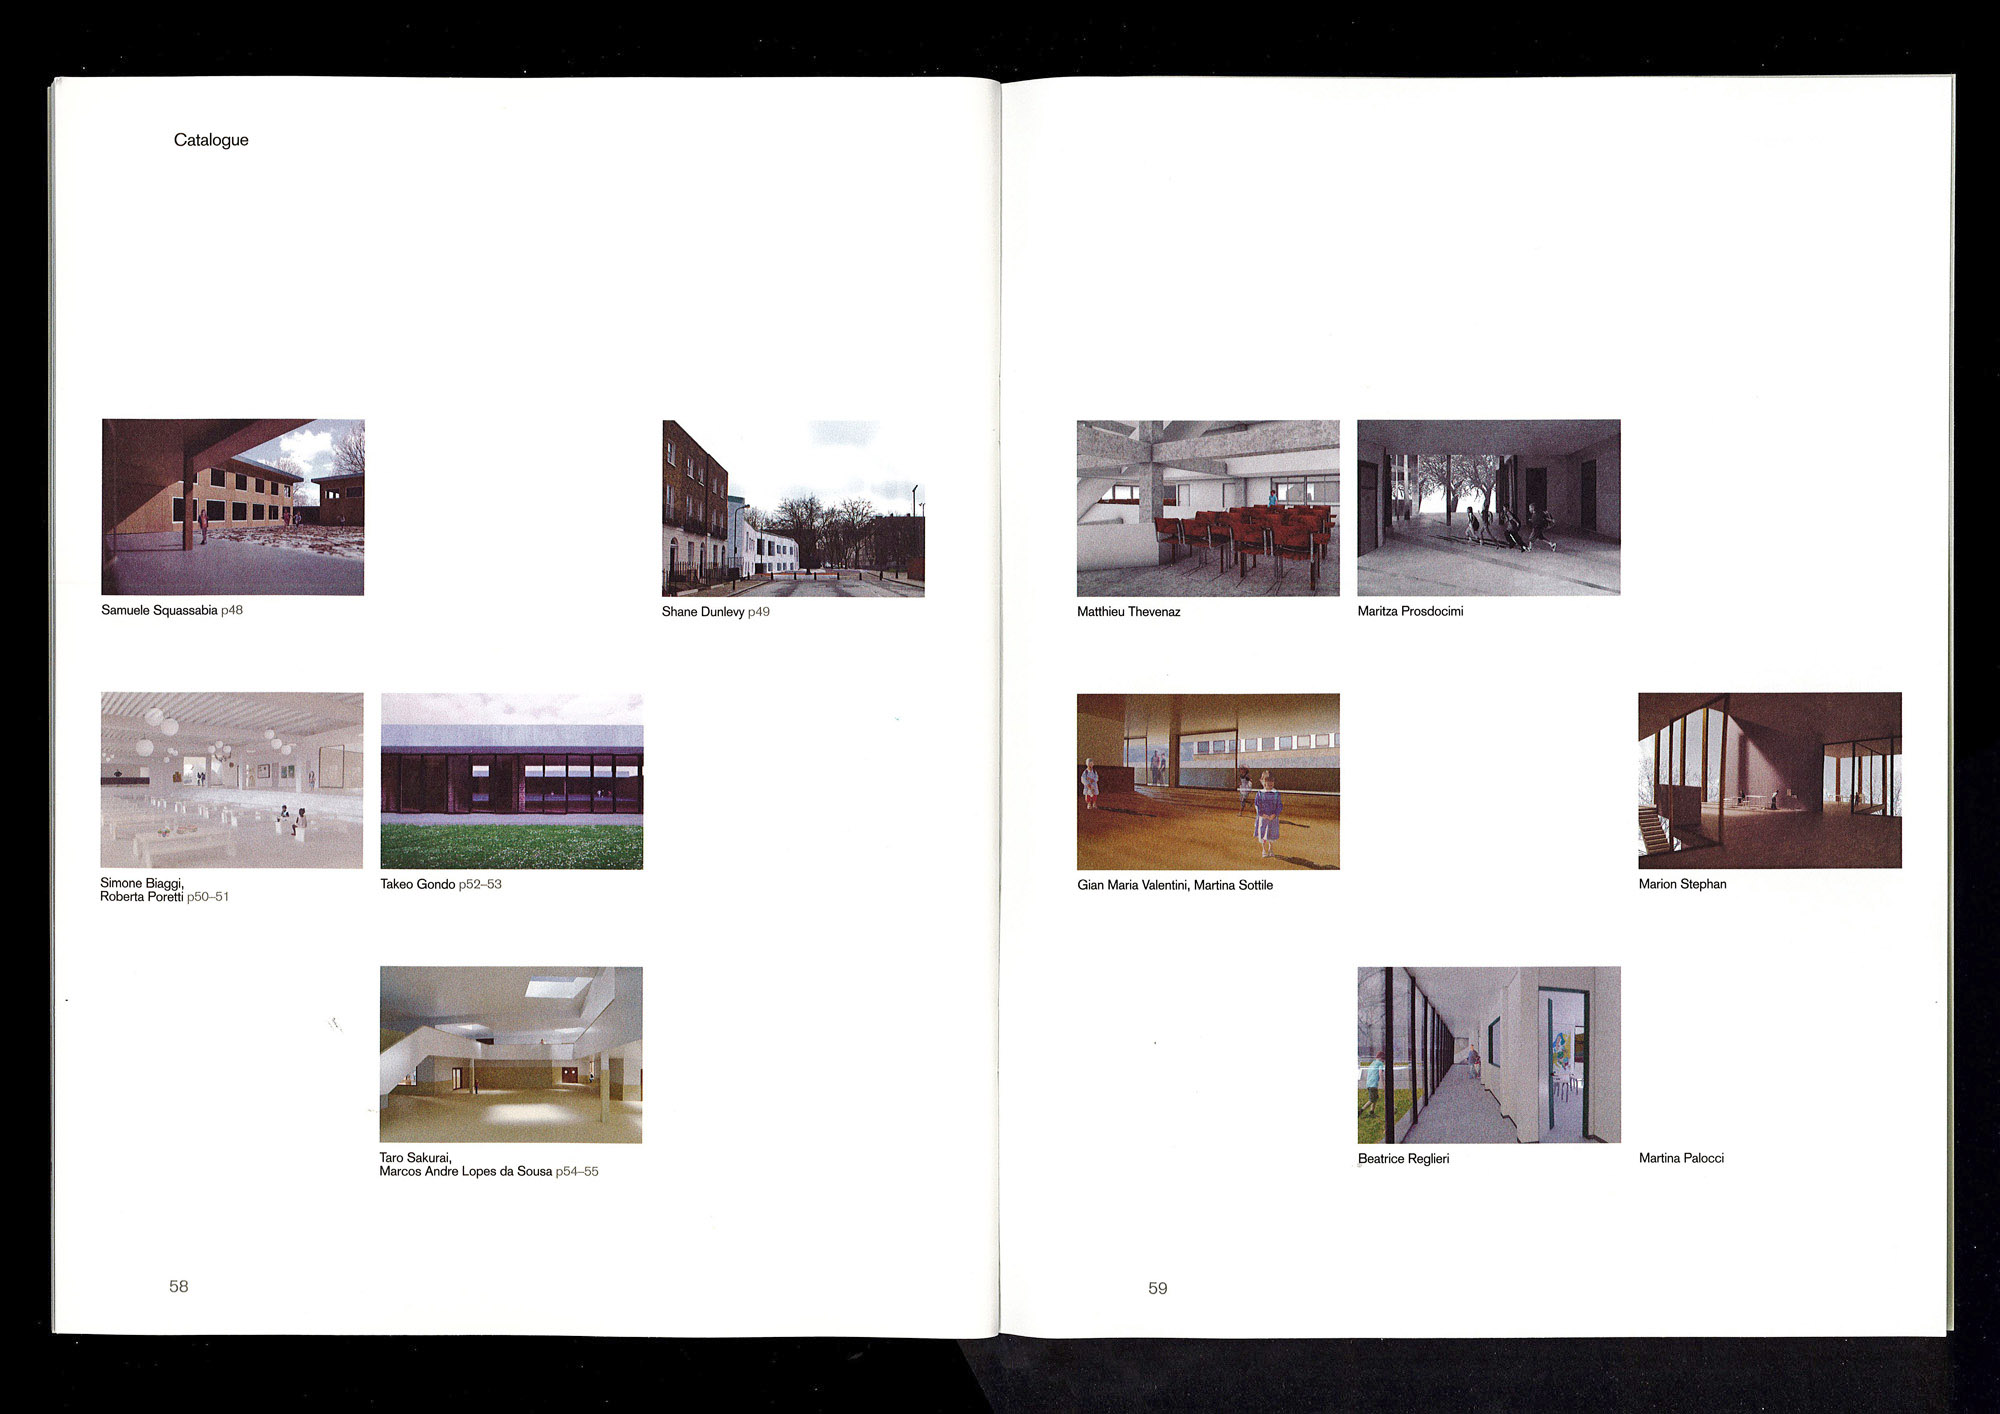 Catalogue
Samuele Squassabia p48
Shane Dunlevy p49
Simone Biaggi,
Roberta Poretti p50–51
Takeo Gondo p52–53
Taro Sakurai,
Marcos Andre Lopes da Sousa p54–55
58
Matthieu Thevenaz
Maritza Prosdocimi
Gian Maria Valentini, Martina Sottile
Marion Stephan
Beatrice Reglieri
Martina Palocci
59